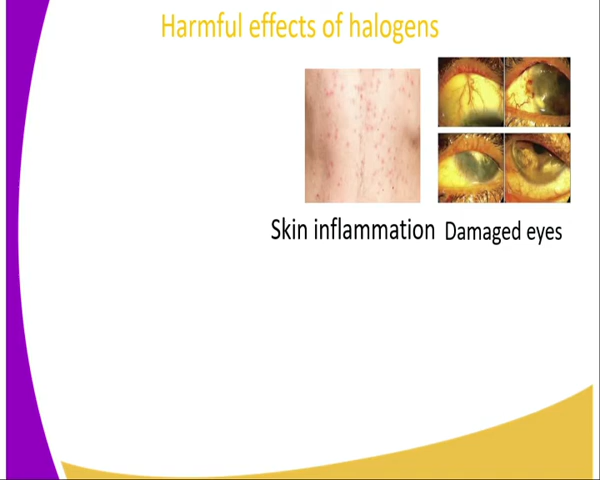 Harmful effects of halogens
Skin inflammation
Damaged eyes